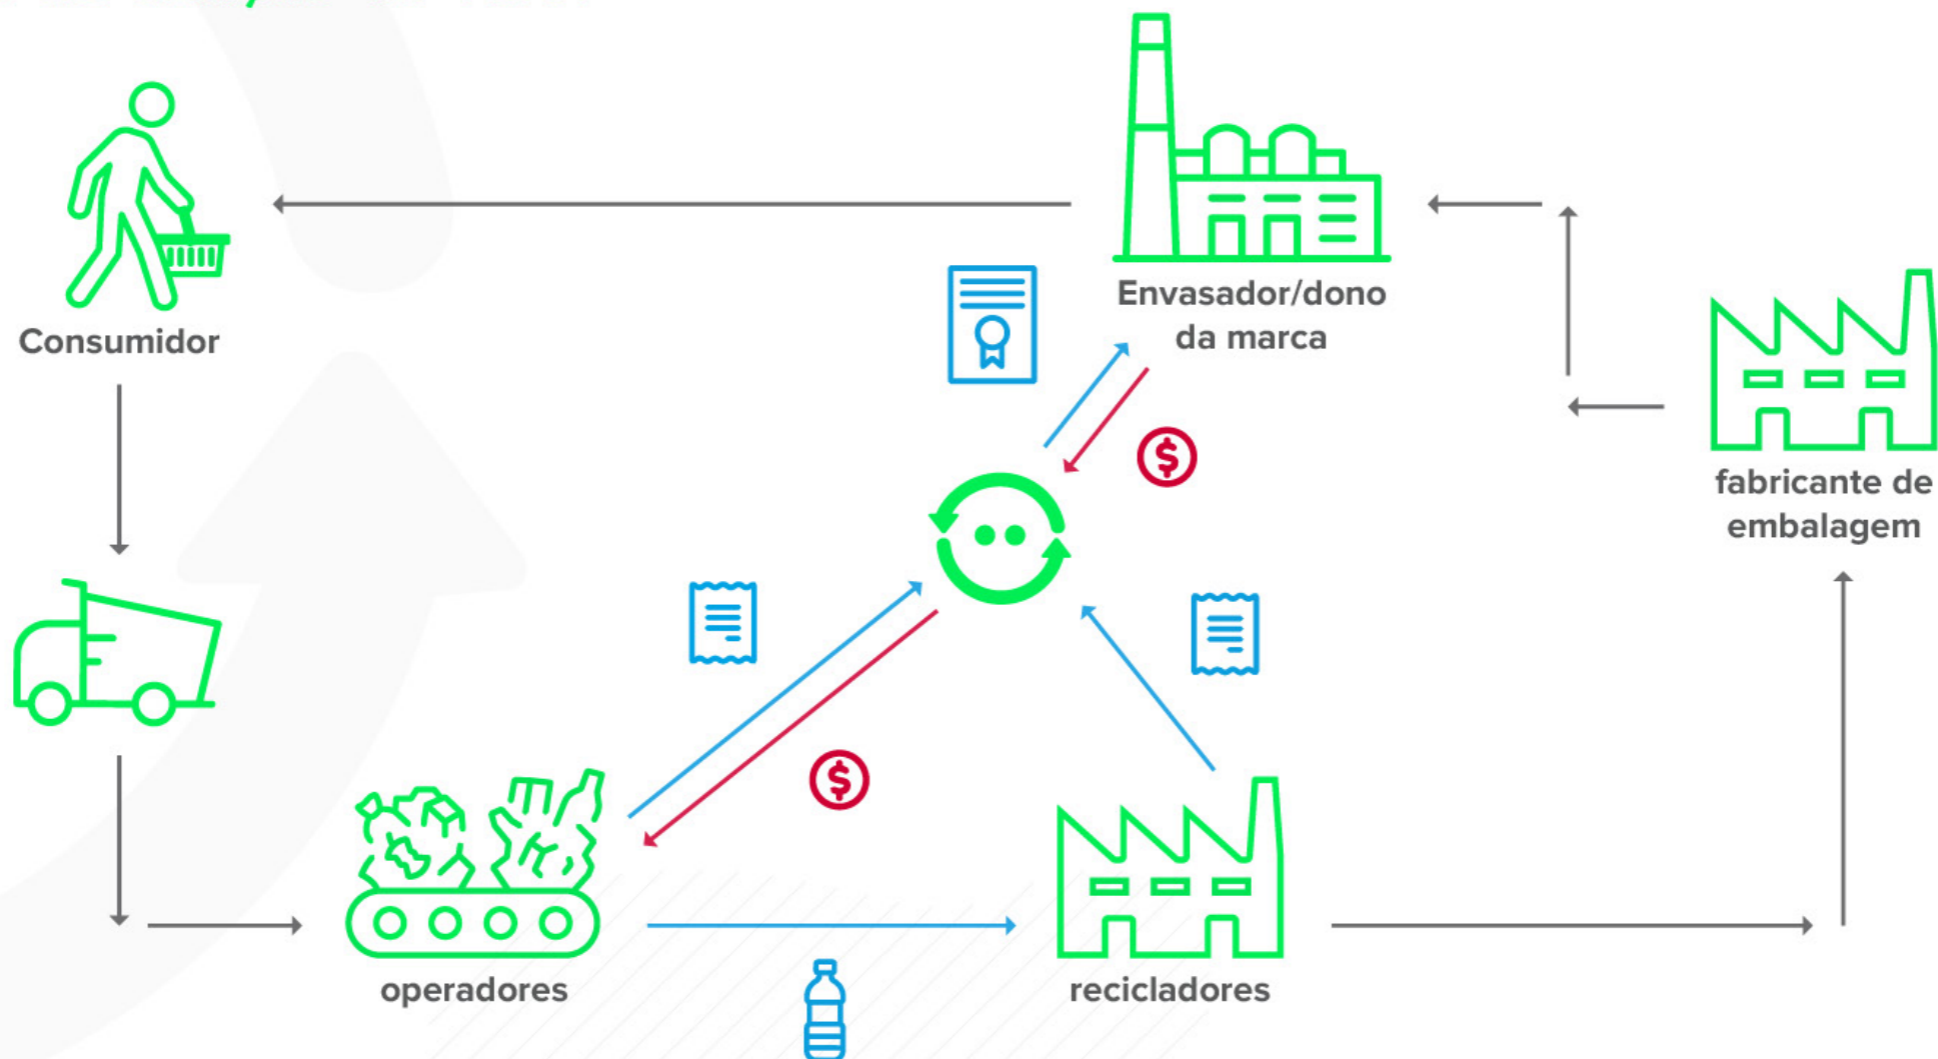 Consumidor
Envasador/dono
da marca
fabricante de
embalagem
$
$
operadores
recicladores